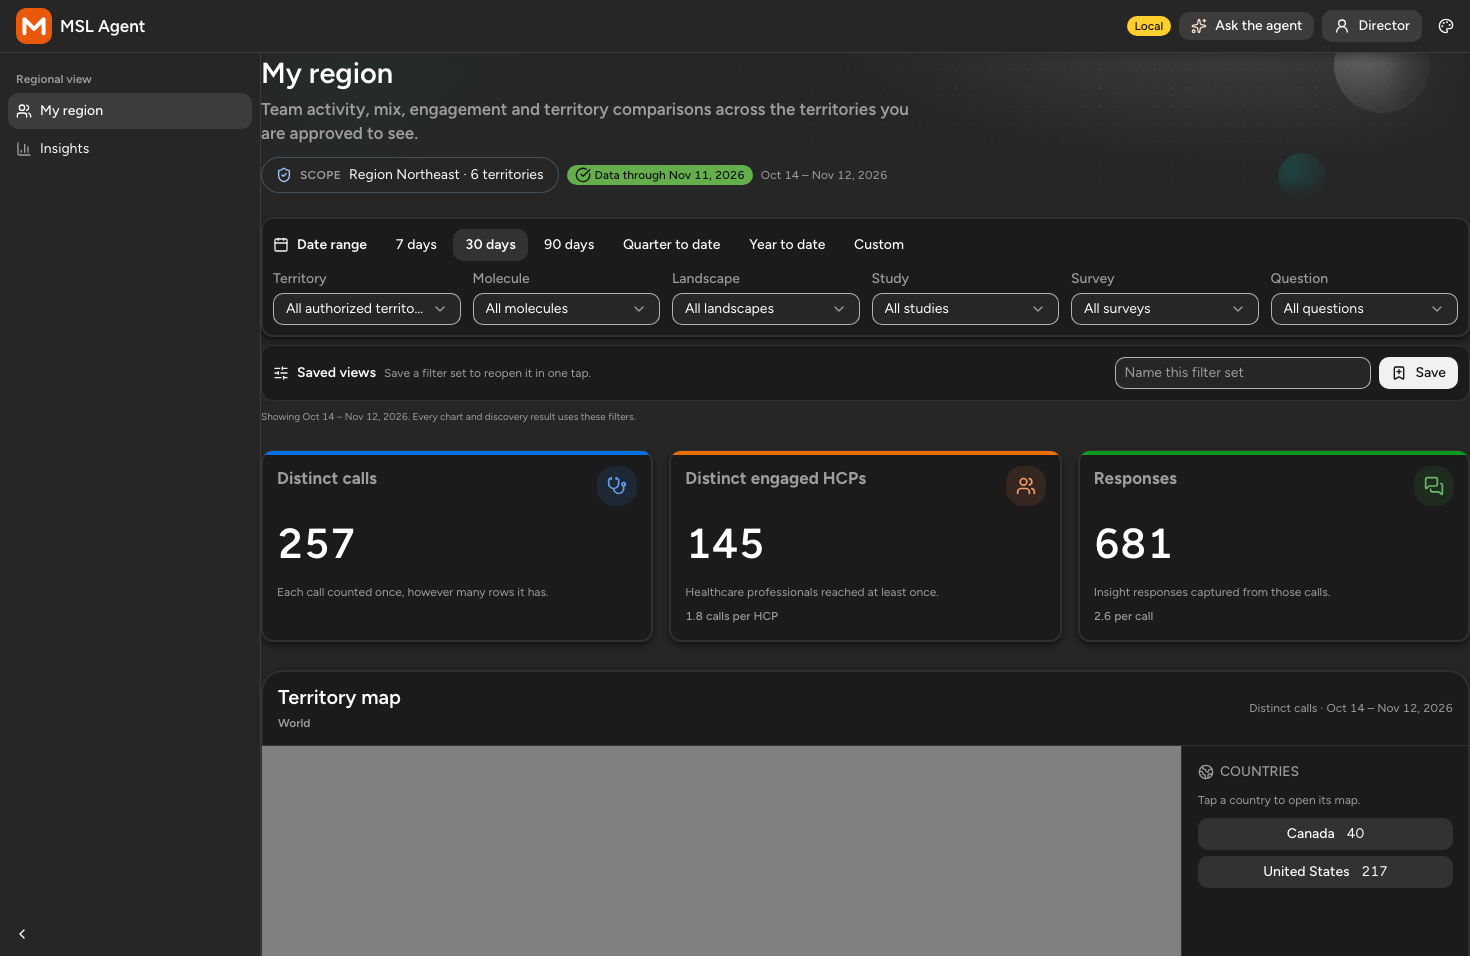 MSL Agent
Local
Ask the agent
Director
Regional view
My region
Insights
My region
Team activity, mix, engagement and territory comparisons across the territories you
are approved to see.
SCOPE Region Northeast · 6 territories
Data through Nov 11, 2026
Oct 14 – Nov 12, 2026
Date range
7 days
30 days
90 days
Quarter to date
Year to date
Custom
Territory
Molecule
Landscape
Study
Survey
Question
All authorized territo...
All molecules
All landscapes
All studies
All surveys
All questions
Saved views
Save a filter set to reopen it in one tap.
Name this filter set
Save
Showing Oct 14 – Nov 12, 2026. Every chart and discovery result uses these filters.
Distinct calls
257
Each call counted once, however many rows it has.
Distinct engaged HCPs
145
Healthcare professionals reached at least once.
1.8 calls per HCP
Responses
681
Insight responses captured from those calls.
2.6 per call
Territory map
World
Distinct calls · Oct 14 – Nov 12, 2026
COUNTRIES
Tap a country to open its map.
Canada 40
United States 217